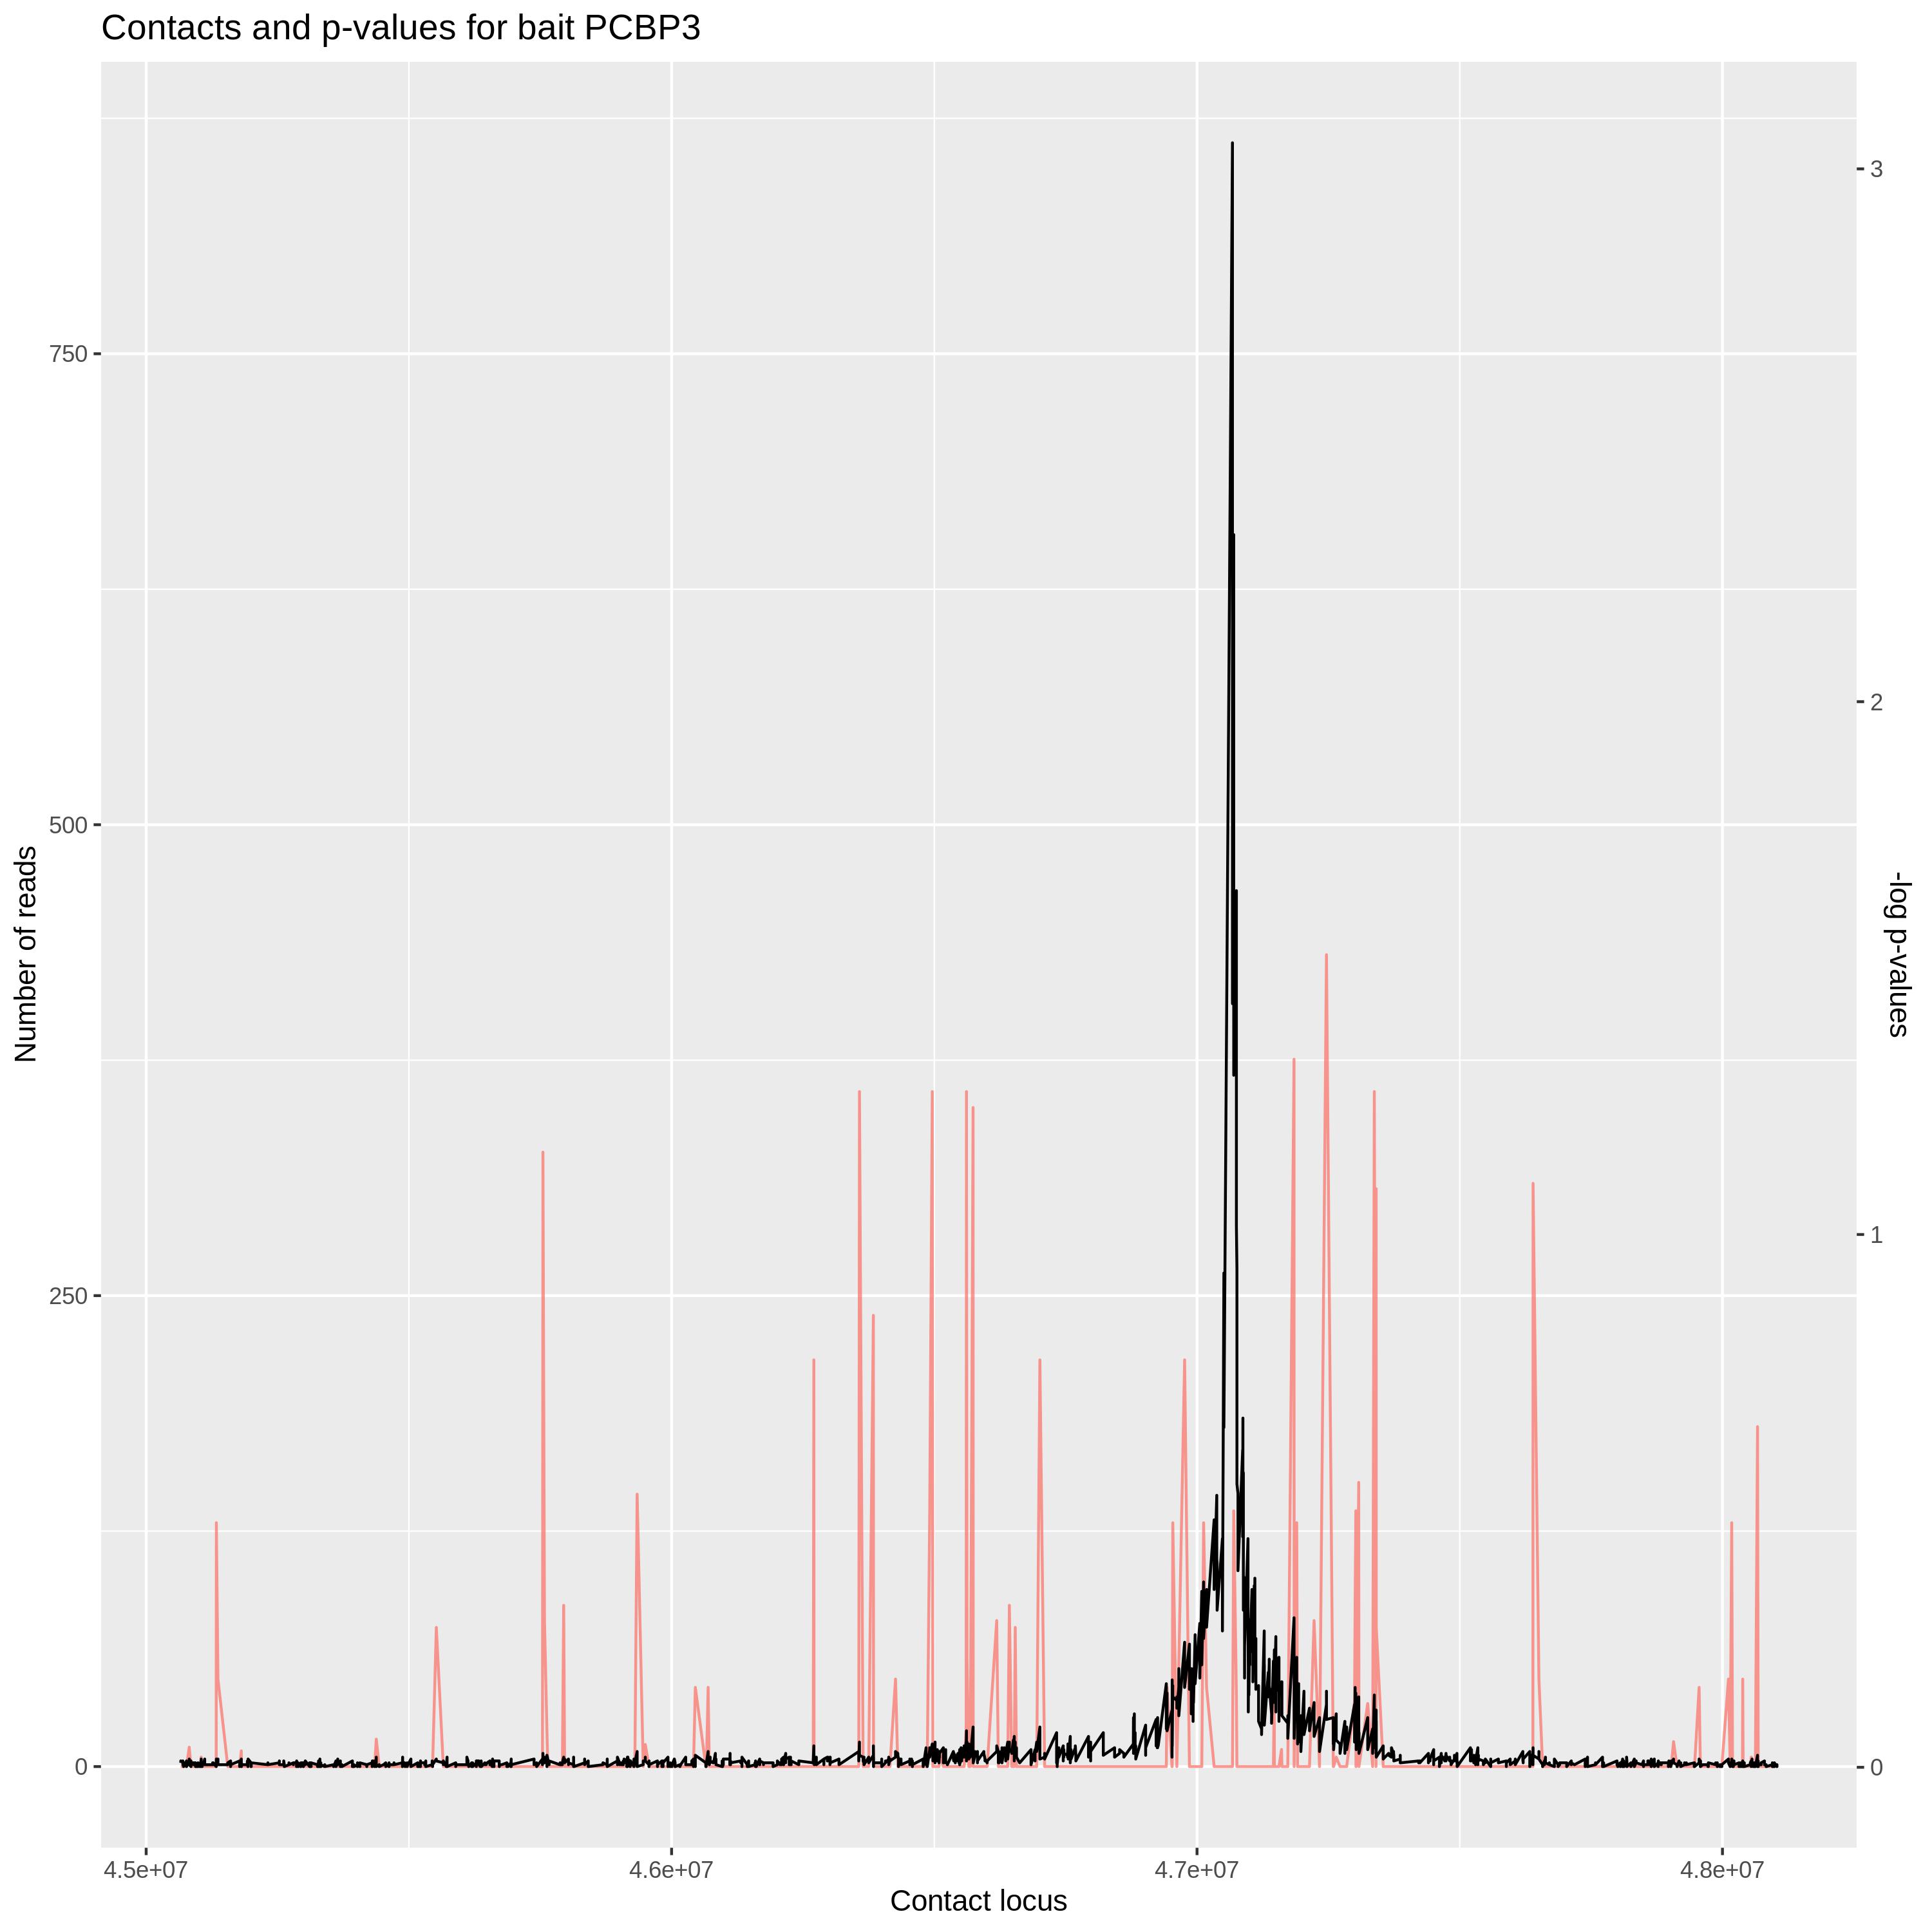 Contacts and p-values for bait PCBP3
750
500
250
0
Number of reads
3
2
1
0
-log p-values
4.5e+07
4.6e+07
4.7e+07
4.8e+07
Contact locus